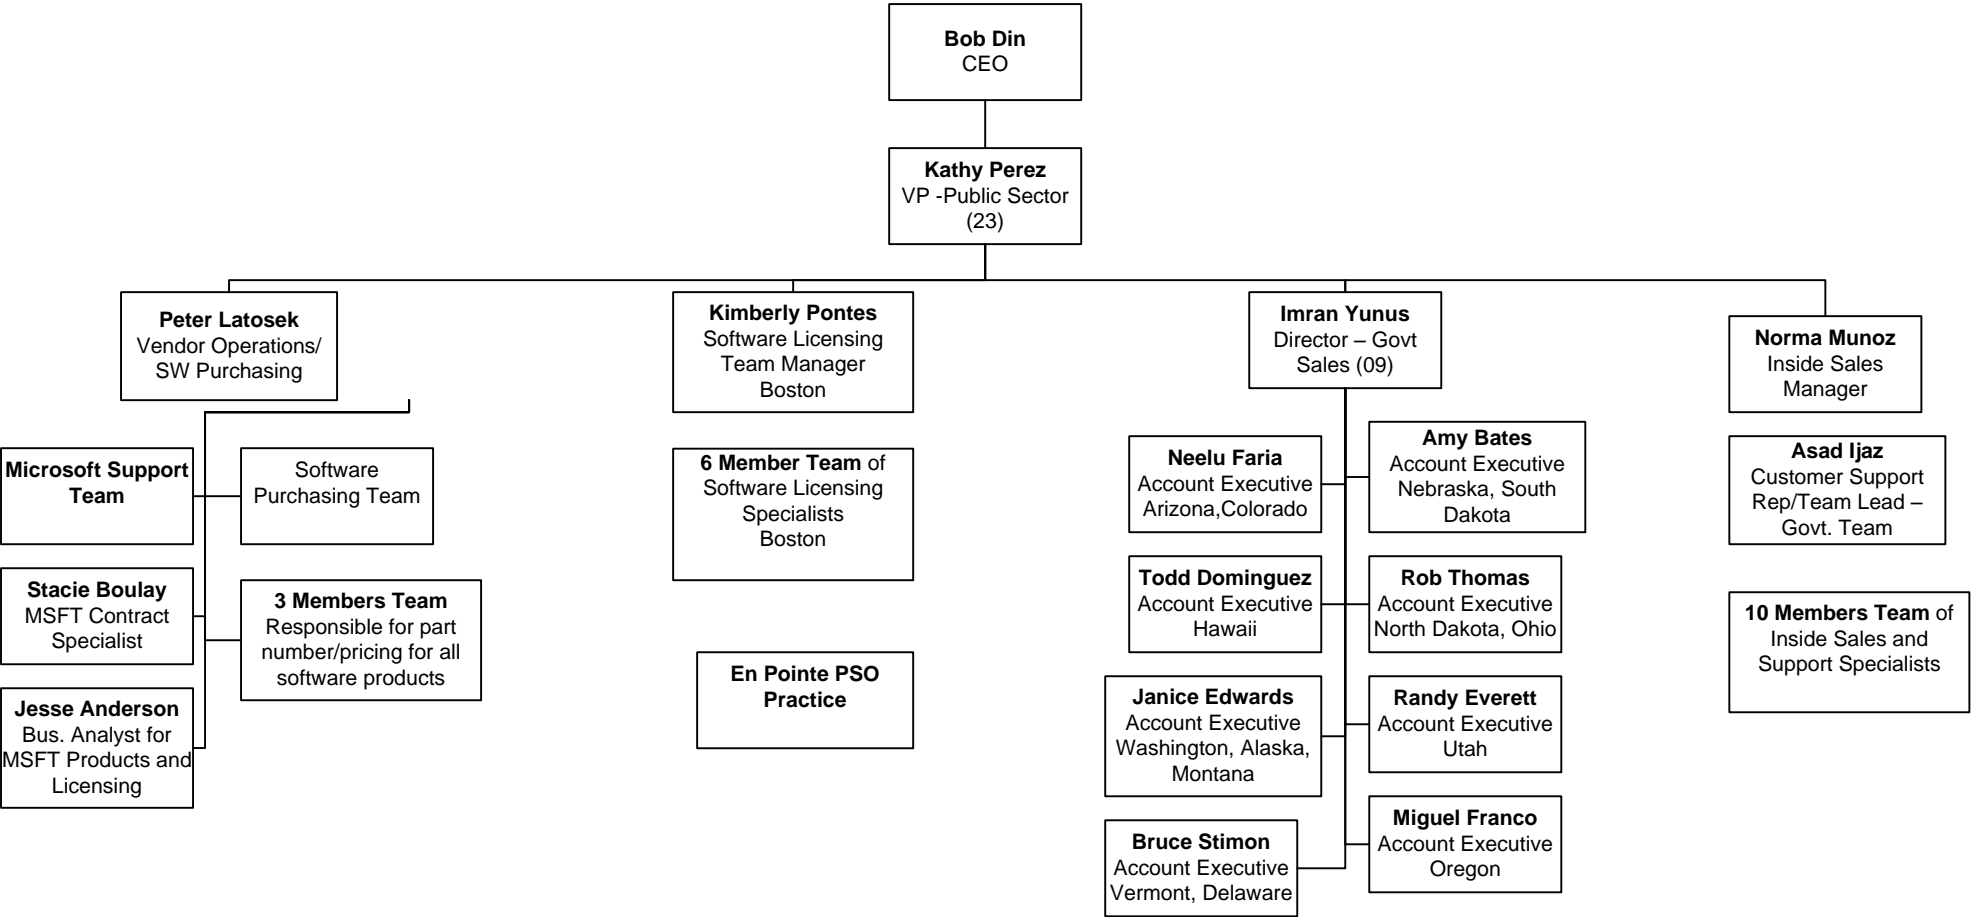 Bob Din
CEO
Kathy Perez
VP -Public Sector
(23)
Peter Latosek
Vendor Operations/
SW Purchasing
Kimberly Pontes
Software Licensing
Team Manager
Boston
Imran Yunus
Director – Govt
Sales (09)
Norma Munoz
Inside Sales
Manager
Microsoft Support
Team
Software
Purchasing Team
Stacie Boulay
MSFT Contract
Specialist
3 Members Team
Responsible for part
number/pricing for all
software products
Jesse Anderson
Bus. Analyst for
MSFT Products and
Licensing
6 Member Team of
Software Licensing
Specialists
Boston
En Pointe PSO
Practice
Neelu Faria
Account Executive
Arizona,Colorado
Amy Bates
Account Executive
Nebraska, South
Dakota
Todd Dominguez
Account Executive
Hawaii
Rob Thomas
Account Executive
North Dakota, Ohio
Janice Edwards
Account Executive
Washington, Alaska,
Montana
Randy Everett
Account Executive
Utah
Bruce Stimon
Account Executive
Vermont, Delaware
Miguel Franco
Account Executive
Oregon
Asad Ijaz
Customer Support
Rep/Team Lead –
Govt. Team
10 Members Team of
Inside Sales and
Support Specialists